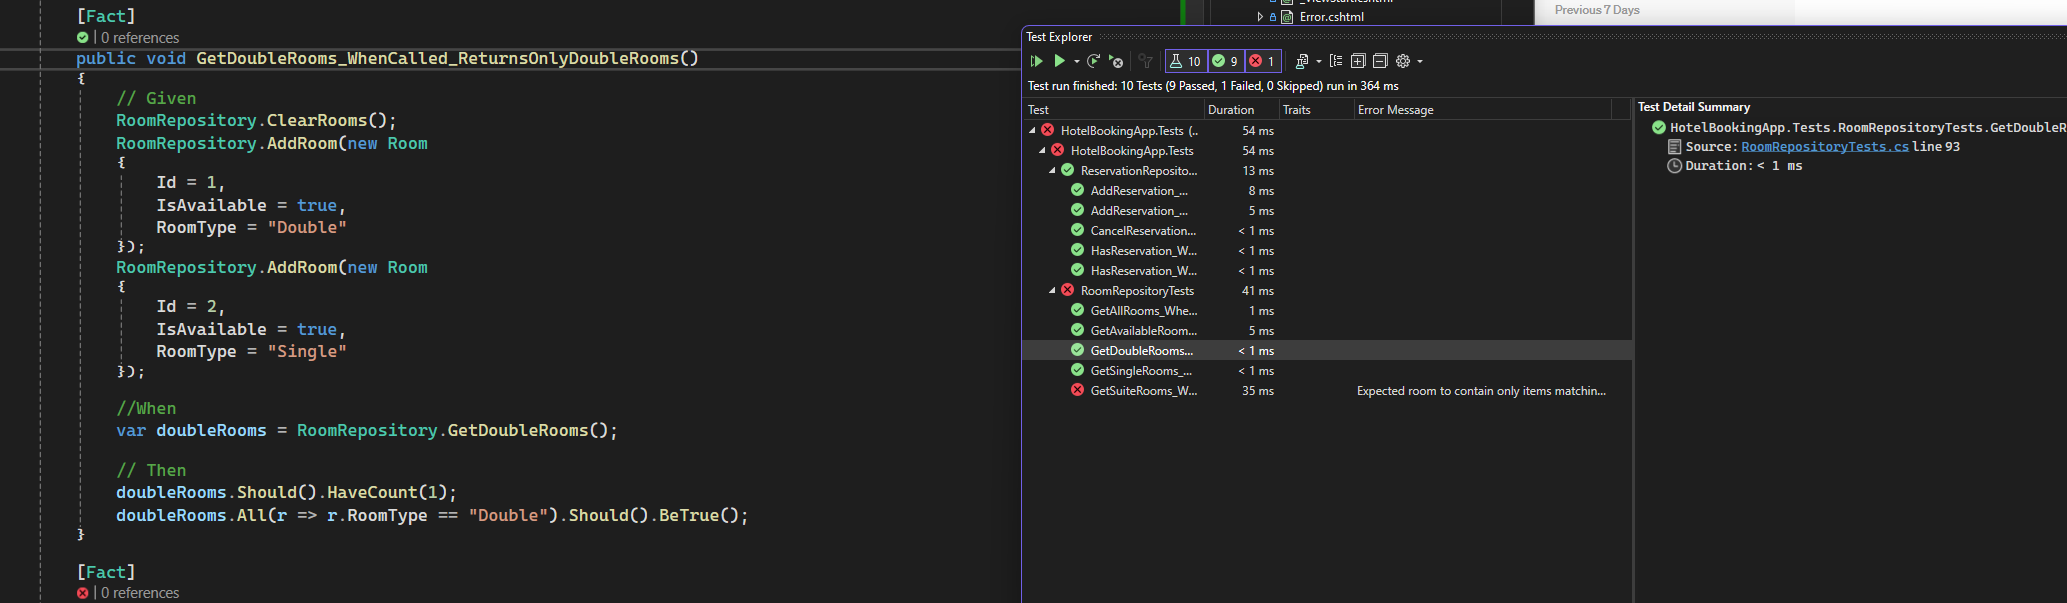 [Fact]
| 0 references
public void GetDoubleRooms_WhenCalled_ReturnsOnlyDoubleRooms()
{
// Given
RoomRepository.ClearRooms();
RoomRepository.AddRoom(new Room
{
Id = 1,
IsAvailable = true,
RoomType = "Double"
});
RoomRepository.AddRoom(new Room
{
Id = 2,
IsAvailable = true,
RoomType = "Single"
});
//When
var doubleRooms = RoomRepository.GetDoubleRooms();
// Then
doubleRooms.Should().HaveCount(1);
doubleRooms.All(r => r.RoomType == "Double").Should().BeTrue();
}
[Fact]
| 0 references
Error.cshtml
Previous 7 Days
Test Explorer
10 9 1
Test run finished: 10 Tests (9 Passed, 1 Failed, 0 Skipped) run in 364 ms
Test Duration Traits Error Message
HotelBookingApp.Tests (.. 54 ms
HotelBookingApp.Tests 54 ms
ReservationReposito... 13 ms
AddReservation_... 8 ms
AddReservation_... 5 ms
CancelReservation... < 1 ms
HasReservation_W... < 1 ms
HasReservation_W... < 1 ms
RoomRepositoryTests 41 ms
GetAllRooms_Whe... 1 ms
GetAvailableRoom... 5 ms
GetDoubleRooms... < 1 ms
GetSingleRooms_... < 1 ms
GetSuiteRooms_W... 35 ms Expected room to contain only items matchin...
Test Detail Summary
HotelBookingApp.Tests.RoomRepositoryTests.GetDoubleR
Source: RoomRepositoryTests.cs line 93
Duration: < 1 ms